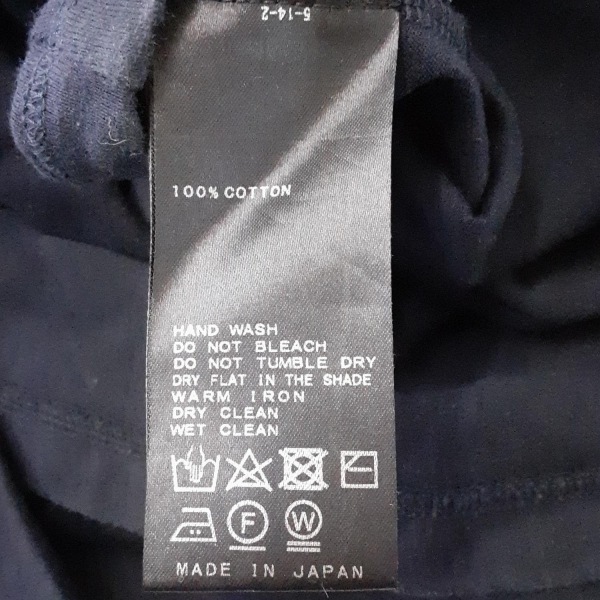 5-14-2
100% COTTON
HAND WASH
DO NOT BLEACH
DO NOT TUMBLE DRY
DRY FLAT IN THE SHADE
WARM IRON
DRY CLEAN
WET CLEAN
F W
MADE IN JAPAN